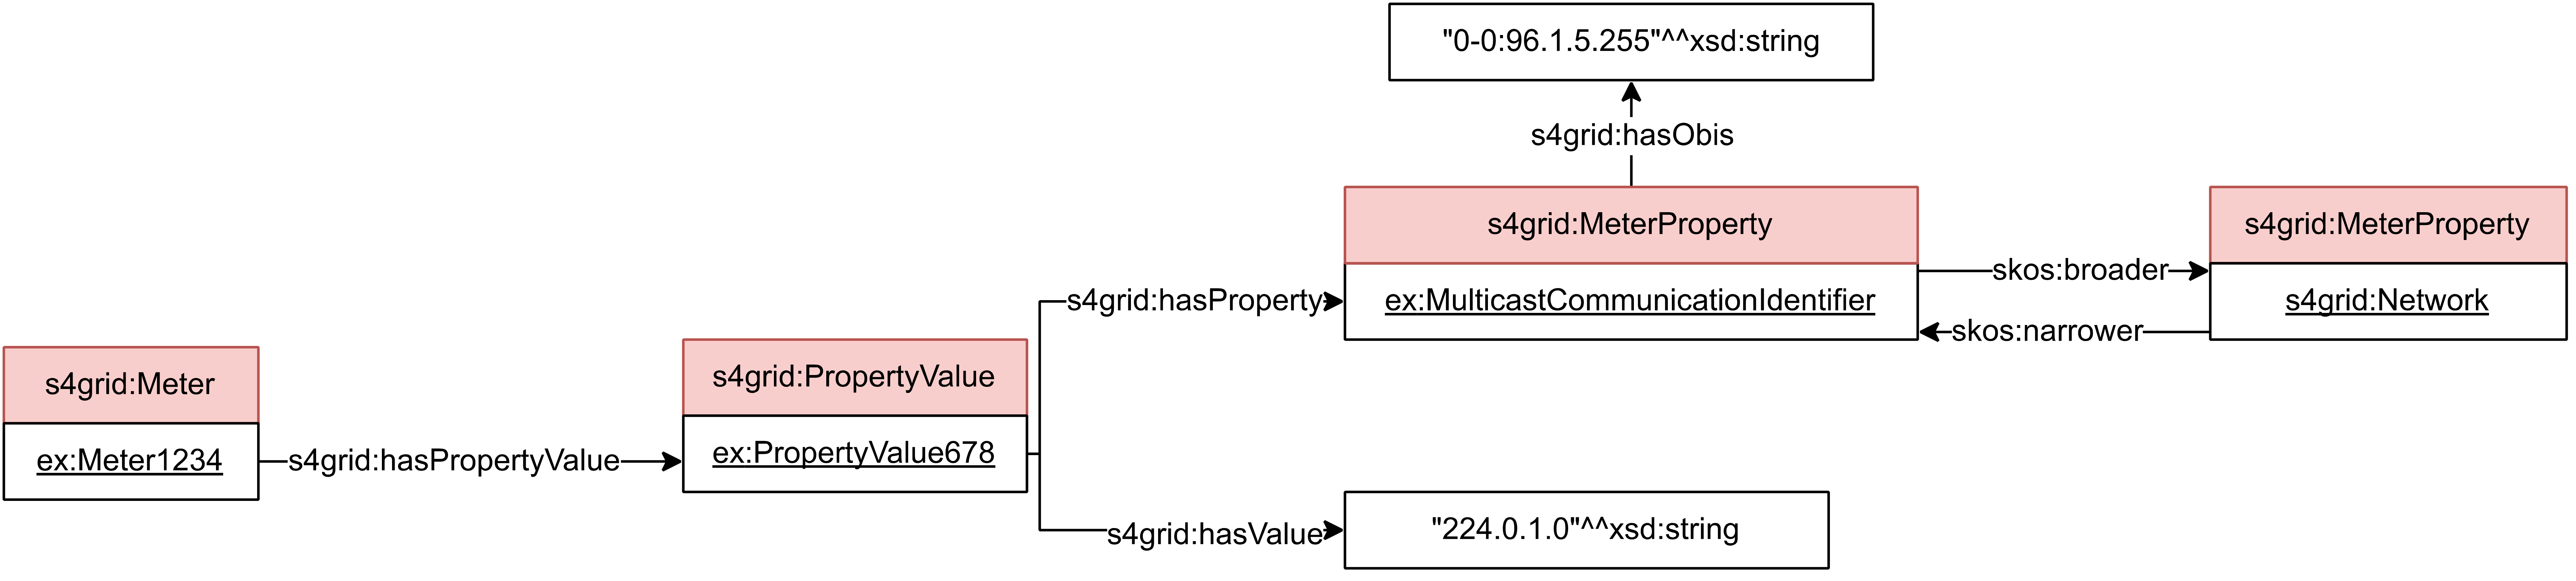 "0-0:96.1.5.255"^^xsd:string
s4grid:hasObis
s4grid:MeterProperty
s4grid:MeterProperty
skos:broader
s4grid:hasProperty
ex:MulticastCommunicationIdentifier
s4grid:Network
skos:narrower
s4grid:Meter
s4grid:PropertyValue
ex:Meter1234
s4grid:hasPropertyValue
ex:PropertyValue678
s4grid:hasValue
"224.0.1.0"^^xsd:string